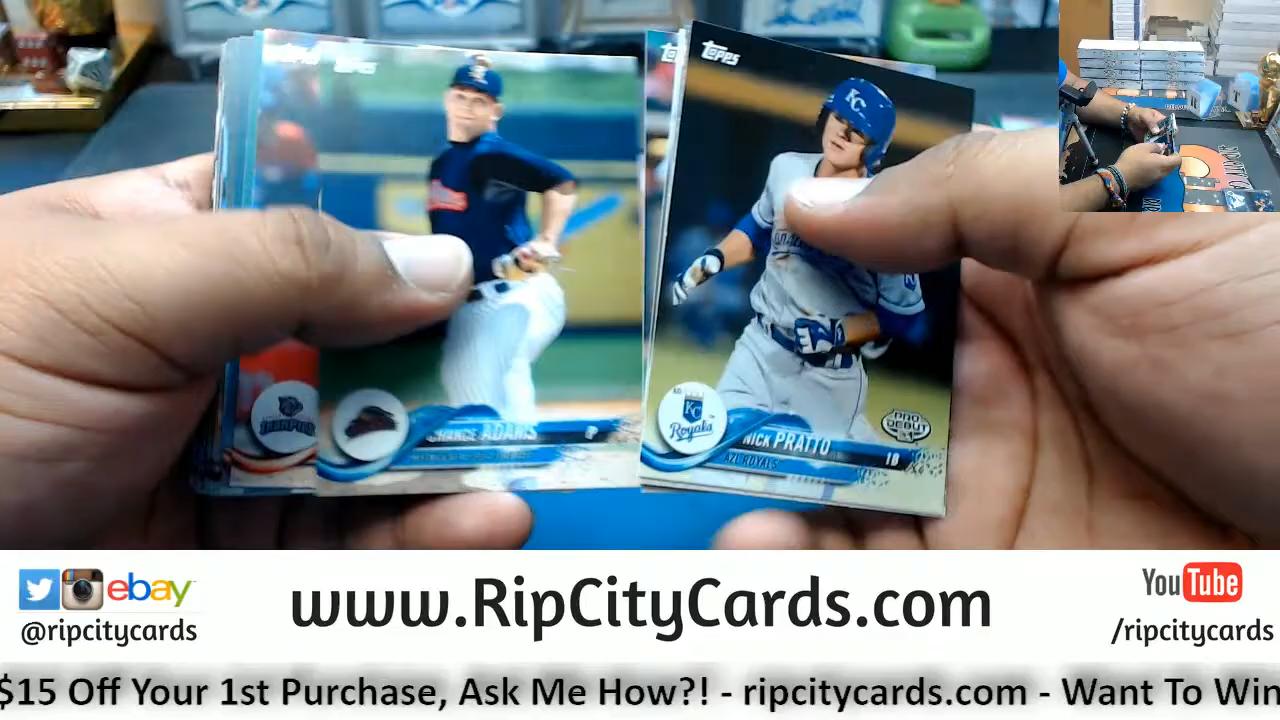 TOPPS
TOPPS
KC
CHANCE ADAMS
P
KC
Royals
NICK PRATTO
1B
AZL ROYALS
PRO
DEBUT
ebay
@ripcitycards
www.RipCityCards.com
YouTube
/ripcitycards
$15 Off Your 1st Purchase, Ask Me How?! - ripcitycards.com - Want To Win